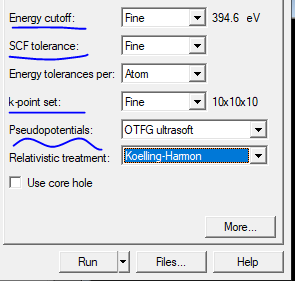 Energy cutoff: Fine 394.6 eV
SCF tolerance: Fine
Energy tolerances per: Atom
k-point set: Fine 10x10x10
Pseudopotentials: OTFG ultrasoft
Relativistic treatment: Koelling-Harmon
Use core hole
More...
Run Files... Help